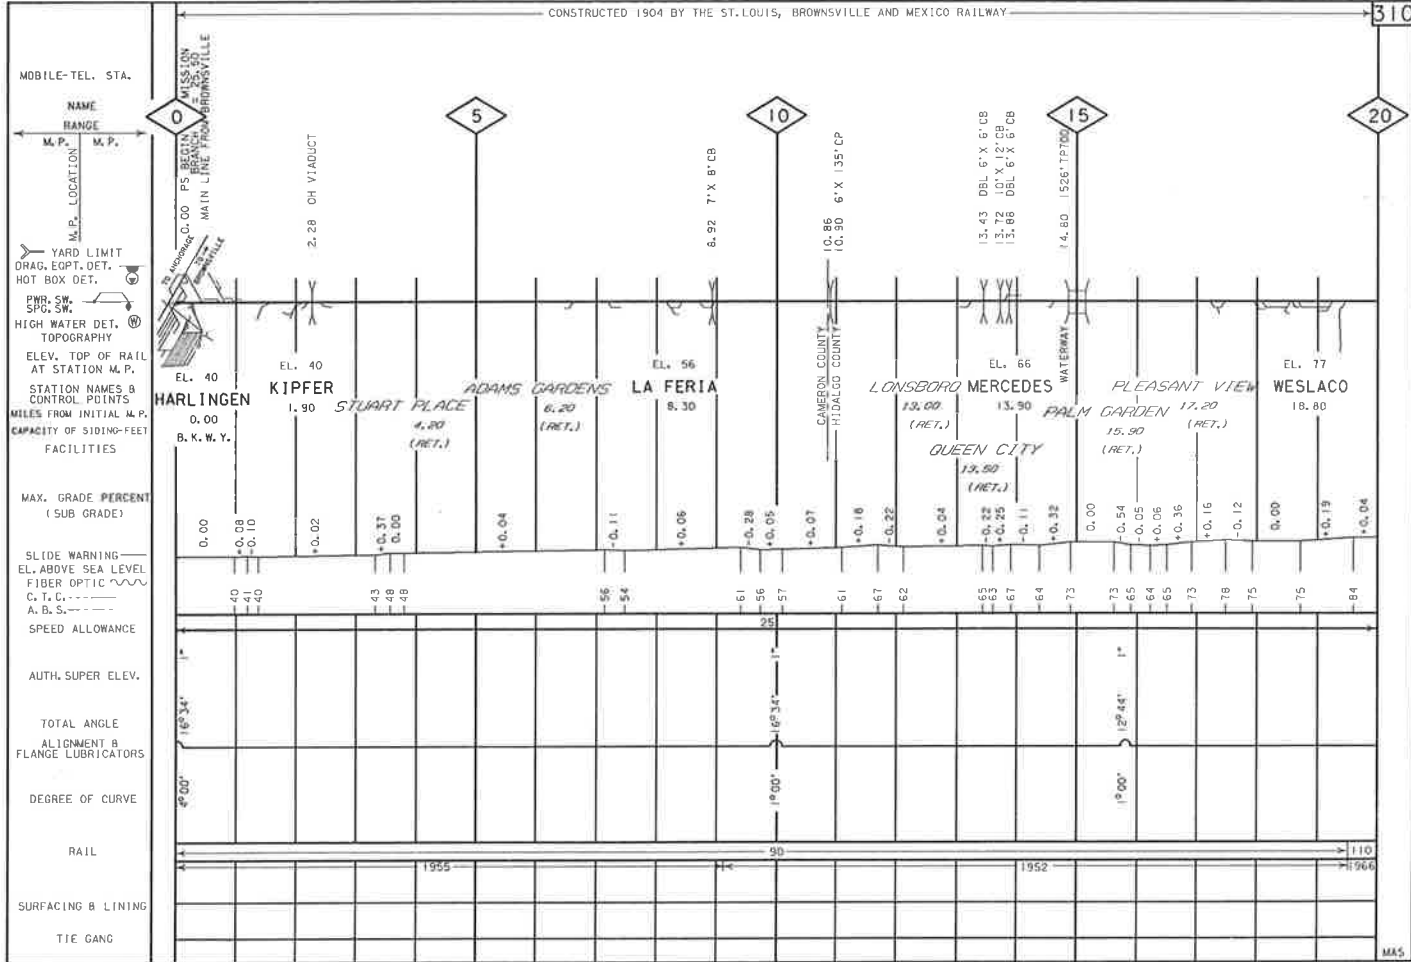 CONSTRUCTED 1904 BY THE ST.LOUIS, BROWNSVILLE AND MEXICO RAILWAY
310
MOBILE-TEL. STA.
NAME
RANGE
M.P. M.P.
M.P. LOCATION
YARD LIMIT
DRAG. EQPT. DET.
HOT BOX DET.
PWR. SW.
SPG. SW.
HIGH WATER DET. W
TOPOGRAPHY
ELEV. TOP OF RAIL
AT STATION M.P.
STATION NAMES &
CONTROL POINTS
MILES FROM INITIAL M.P.
CAPACITY OF SIDING-FEET
FACILITIES
MAX. GRADE PERCENT
(SUB GRADE)
SLIDE WARNING
EL. ABOVE SEA LEVEL
FIBER OPTIC
C.T.C.
A.B.S.
SPEED ALLOWANCE
AUTH. SUPER ELEV.
TOTAL ANGLE
ALIGNMENT &
FLANGE LUBRICATORS
DEGREE OF CURVE
RAIL
SURFACING & LINING
TIE GANG
0 5 10 15 20
0.00 PS BEGIN MISSION
BRANCH = 25.50
MAIN LINE FROM BROWNSVILLE
TO ANCHORAGE
TO BROWNSVILLE
2.28 OH VIADUCT
8.92 7'X 8'CB
10.86
10.90 6'X 135'CP
13.43 DBL 6'X 6'CB
13.72 10'X 12'CB
13.88 DBL 6'X 6'CB
14.80 1526'TP700
CAMERON COUNTY
HIDALGO COUNTY
WATERWAY
EL. 40
HARLINGEN
0.00
B.K.W.Y.
EL. 40
KIPFER
1.90
STUART PLACE
4.20
(RET.)
ADAMS GARDENS
6.20
(RET.)
EL. 56
LA FERIA
8.30
LONSBORO
13.00
(RET.)
QUEEN CITY
13.50
(RET.)
EL. 66
MERCEDES
13.90
PALM GARDEN
15.90
(RET.)
PLEASANT VIEW
17.20
(RET.)
EL. 77
WESLACO
18.80
0.00 +0.08 -0.10 +0.02 +0.37 0.00 +0.04 -0.11 +0.06 -0.28 +0.05 +0.07 +0.18 -0.22 +0.04 -0.22 +0.25 -0.11 +0.32 0.00 -0.54 -0.05 +0.06 +0.36 +0.16 -0.12 0.00 +0.19 +0.04
40 41 40 43 48 48 56 54 61 56 57 61 67 62 65 63 67 64 73 73 65 64 65 73 78 75 75 84
25
1" 1" 1"
16°34' 16°34' 12°44'
4°00' 1°00' 1°00'
90 110
1955 1952 1966
MAS